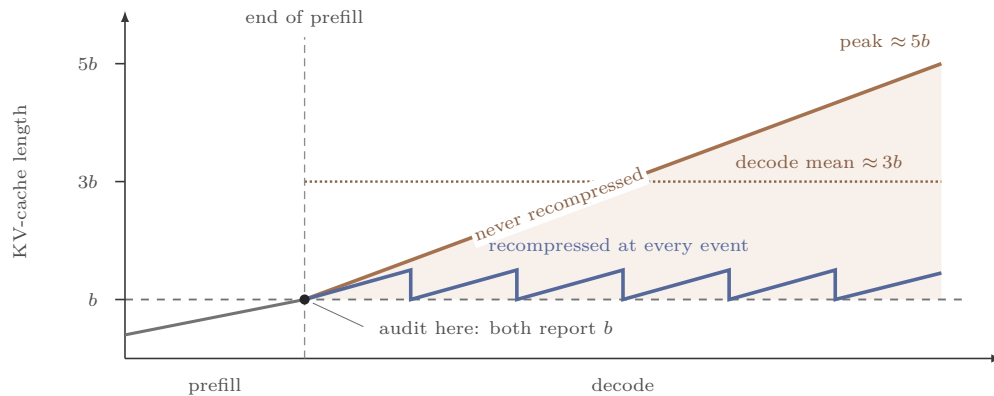 end of prefill
peak ≈ 5b
5b
decode mean ≈ 3b
3b
never recompressed
recompressed at every event
b
audit here: both report b
KV-cache length
prefill
decode